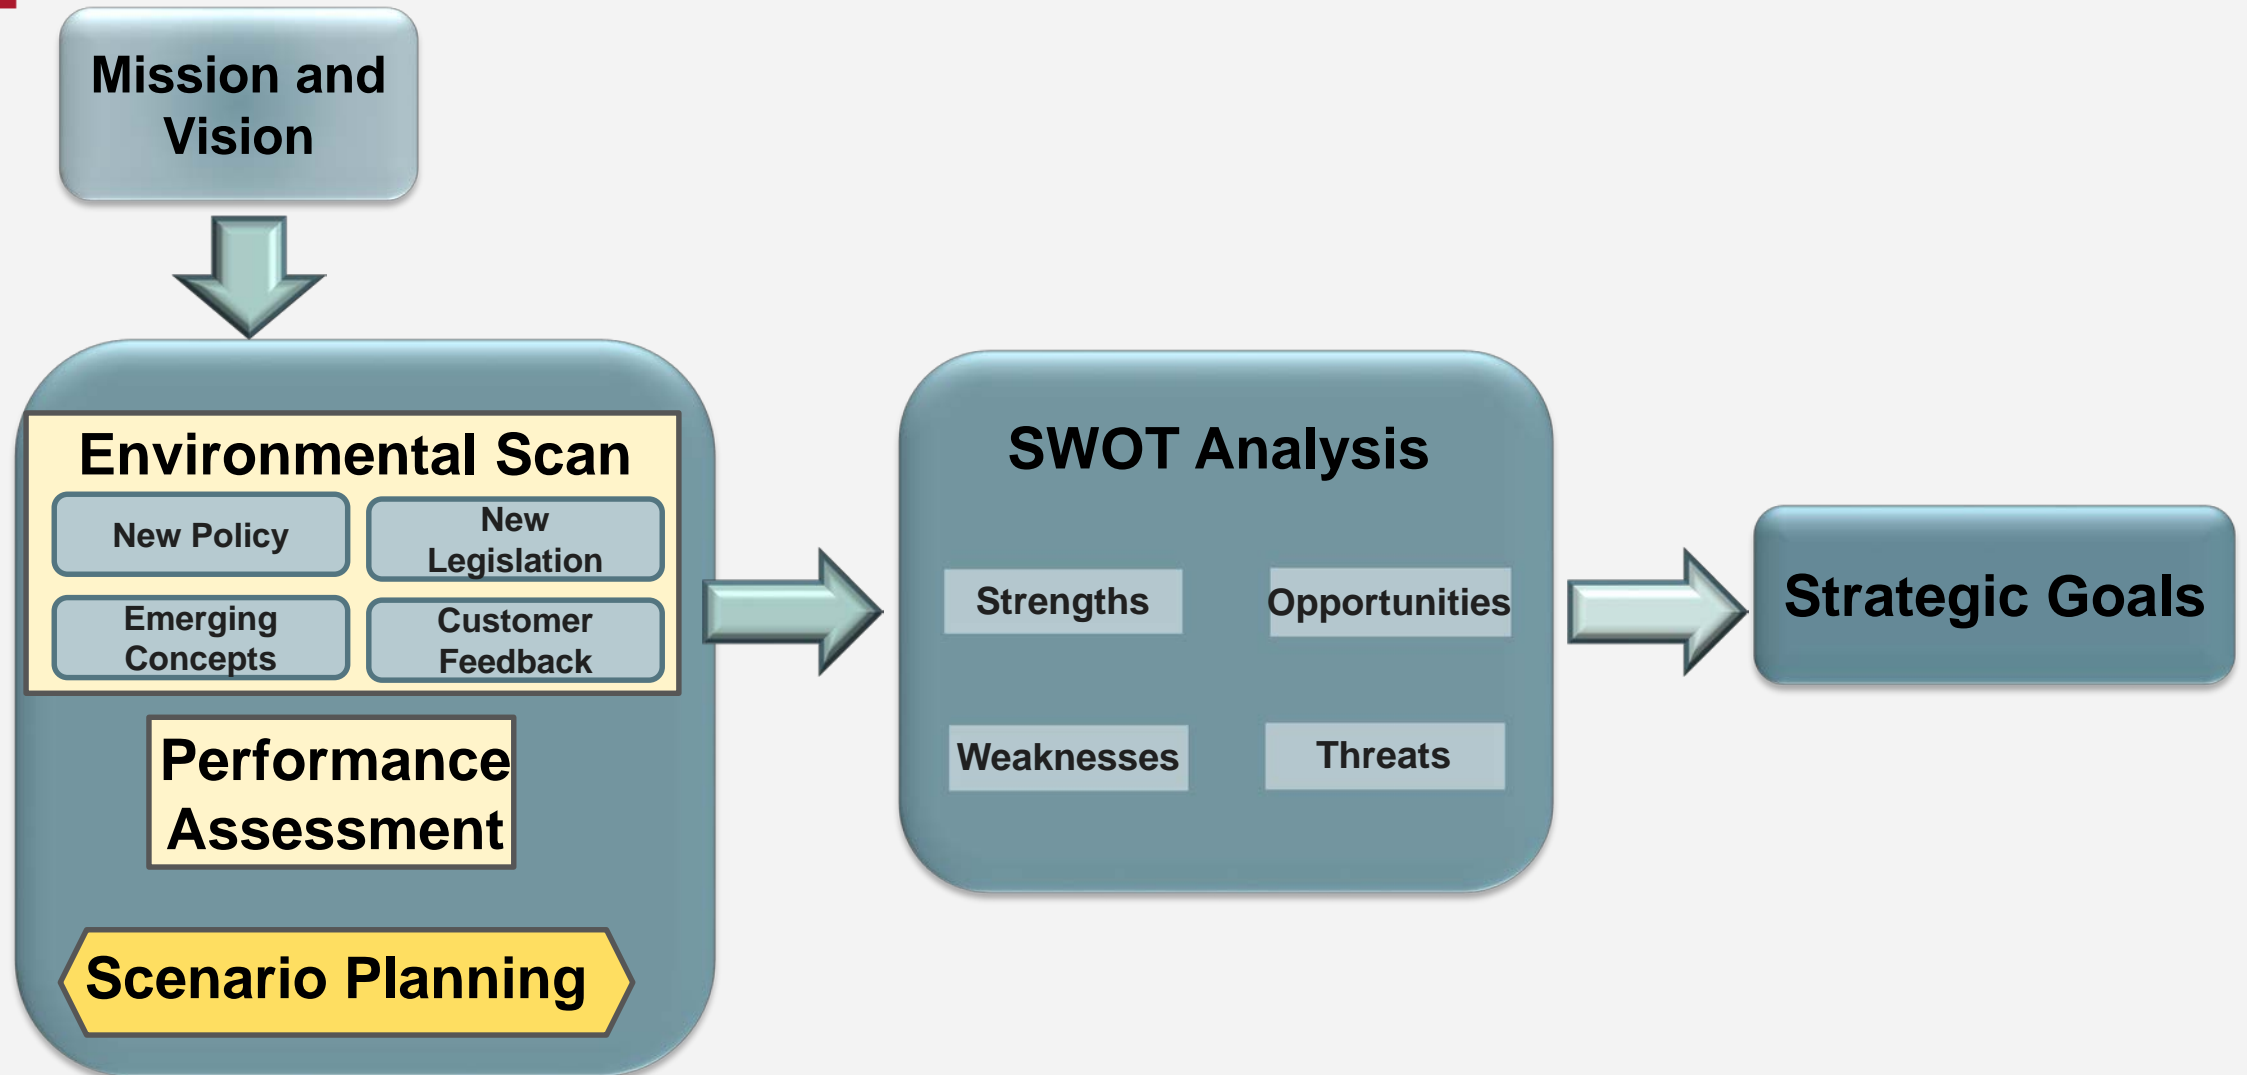 Mission and
Vision
Environmental Scan
New Policy
New
Legislation
Emerging
Concepts
Customer
Feedback
Performance
Assessment
Scenario Planning
SWOT Analysis
Strengths
Opportunities
Weaknesses
Threats
Strategic Goals